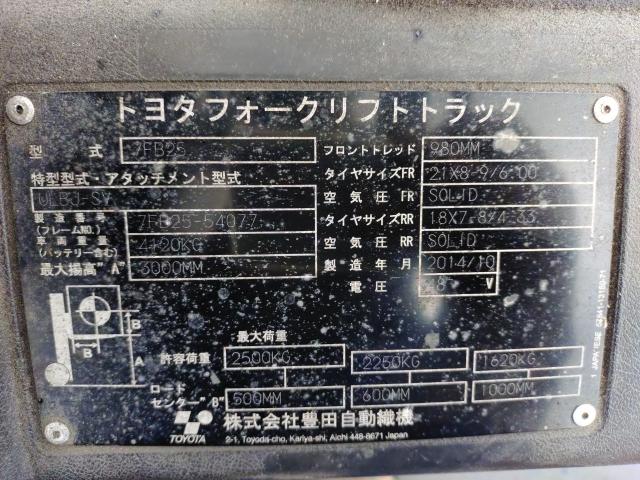 トヨタフォークリフトトラック
型式 7FB25 フロントトレッド 980MM
特型型式・アタッチメント型式 タイヤサイズFR 21X8-9/6.00
空気圧FR SOLID
製造番号 (フレームNO.) 7FB25-54077 タイヤサイズRR 18X7-8/4.33
車両重量 (バッテリー含む) 4120KG 空気圧RR SOLID
最大揚高"A" 3000MM 製造年月 2014/10
電圧 48 V
最大荷重
A
B
B
許容荷重 2500KG 2250KG 1620KG
ロードセンター"B" 500MM 600MM 1000MM
TOYOTA 株式会社豊田自動織機
2-1, Toyoda-cho, Kariya-shi, Aichi 448-8671 Japan